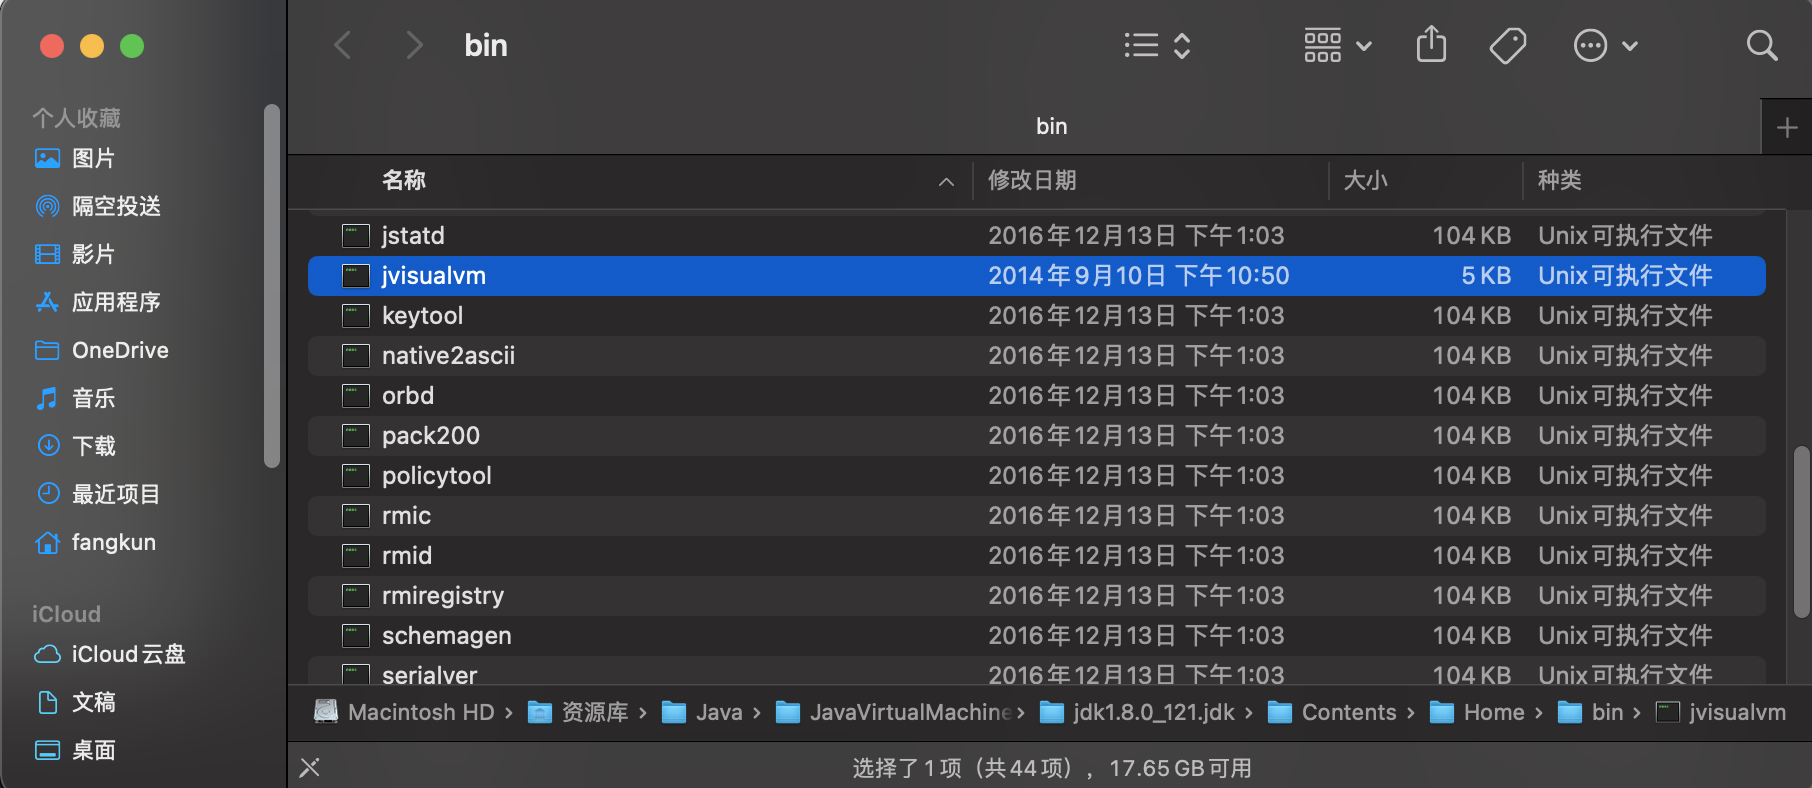 bin
bin
个人收藏
图片
隔空投送
影片
应用程序
OneDrive
音乐
下载
最近项目
fangkun
iCloud
iCloud云盘
文稿
桌面
名称 修改日期 大小 种类
jstatd 2016年12月13日 下午1:03 104 KB Unix可执行文件
jvisualvm 2014年9月10日 下午10:50 5 KB Unix可执行文件
keytool 2016年12月13日 下午1:03 104 KB Unix可执行文件
native2ascii 2016年12月13日 下午1:03 104 KB Unix可执行文件
orbd 2016年12月13日 下午1:03 104 KB Unix可执行文件
pack200 2016年12月13日 下午1:03 104 KB Unix可执行文件
policytool 2016年12月13日 下午1:03 104 KB Unix可执行文件
rmic 2016年12月13日 下午1:03 104 KB Unix可执行文件
rmid 2016年12月13日 下午1:03 104 KB Unix可执行文件
rmiregistry 2016年12月13日 下午1:03 104 KB Unix可执行文件
schemagen 2016年12月13日 下午1:03 104 KB Unix可执行文件
serialver 2016年12月13日 下午1:03 104 KB Unix可执行文件
Macintosh HD › 资源库 › Java › JavaVirtualMachine › jdk1.8.0_121.jdk › Contents › Home › bin › jvisualvm
选择了1项（共44项），17.65 GB可用